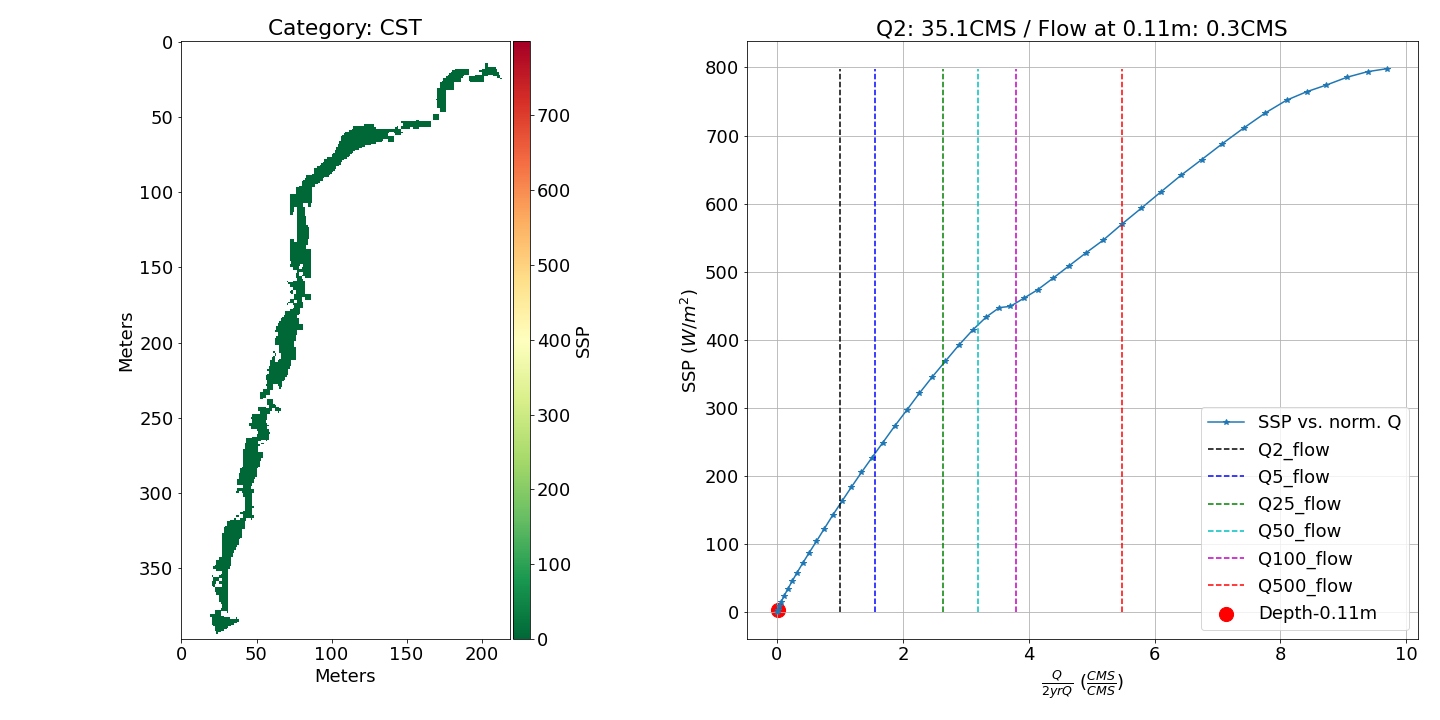 Category: CST
0
50
100
150
200
250
300
350
Meters
0
50
100
150
200
Meters
700
600
500
400
300
200
100
0
SSP
Q2: 35.1CMS / Flow at 0.11m: 0.3CMS
800
700
600
500
400
300
200
100
0
SSP (W/m²)
0
2
4
6
8
10
Q/2yrQ (CMS/CMS)
SSP vs. norm. Q
Q2_flow
Q5_flow
Q25_flow
Q50_flow
Q100_flow
Q500_flow
Depth-0.11m